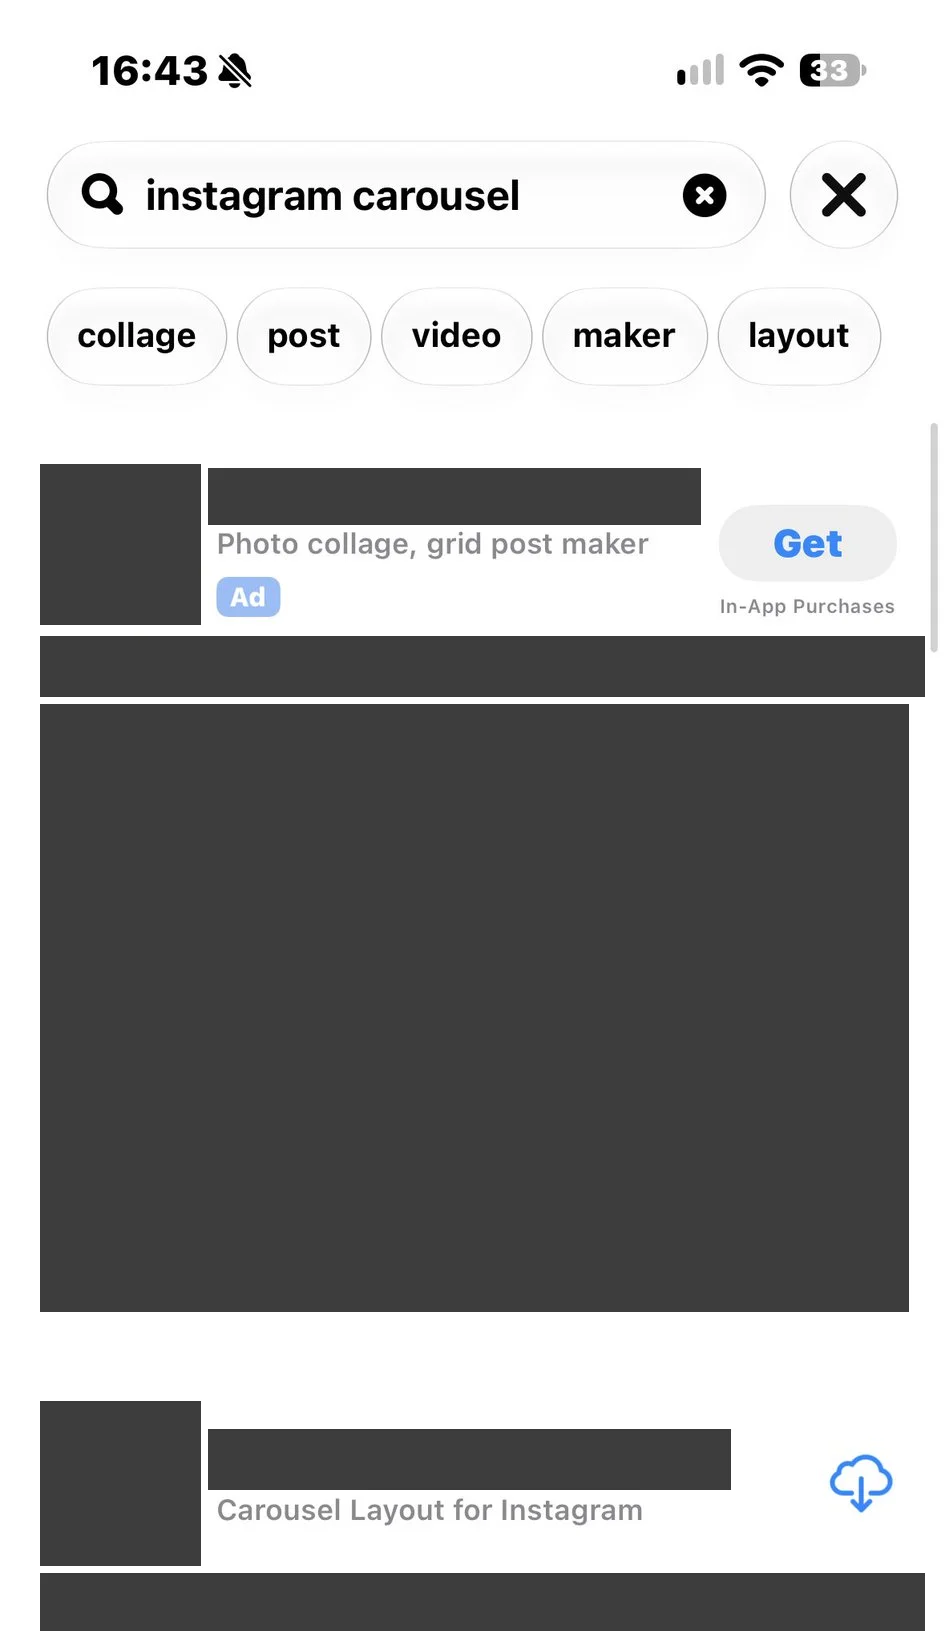 16:43
33
instagram carousel
collage post video maker layout
Photo collage, grid post maker
Get
Ad
In-App Purchases
Carousel Layout for Instagram